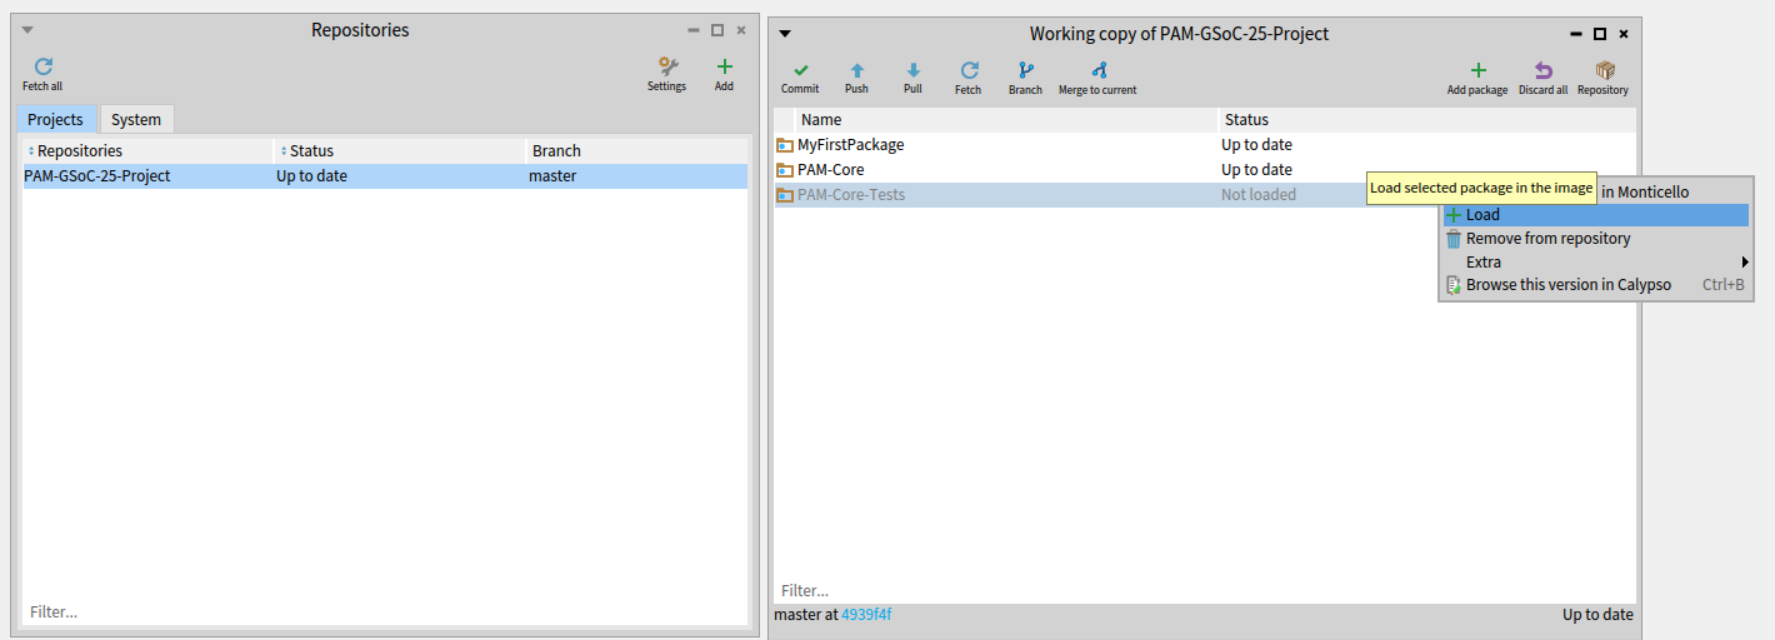 Repositories
Fetch all
Settings
Add
Projects
System
Repositories
Status
Branch
PAM-GSoC-25-Project
Up to date
master
Filter...
Working copy of PAM-GSoC-25-Project
Commit
Push
Pull
Fetch
Branch
Merge to current
Add package
Discard all
Repository
Name
Status
MyFirstPackage
Up to date
PAM-Core
Up to date
PAM-Core-Tests
Not loaded
Load selected package in the image
in Monticello
Load
Remove from repository
Extra
Browse this version in Calypso
Ctrl+B
Filter...
master at 4939f4f
Up to date